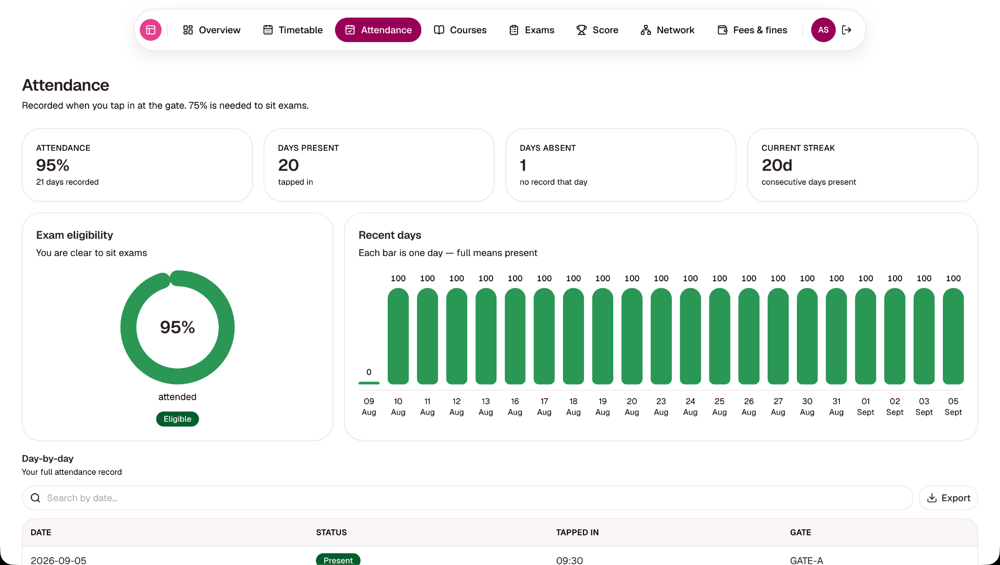 Overview
Timetable
Attendance
Courses
Exams
Score
Network
Fees & fines
AS
Attendance
Recorded when you tap in at the gate. 75% is needed to sit exams.
ATTENDANCE
95%
21 days recorded
DAYS PRESENT
20
tapped in
DAYS ABSENT
1
no record that day
CURRENT STREAK
20d
consecutive days present
Exam eligibility
You are clear to sit exams
95%
attended
Eligible
Recent days
Each bar is one day — full means present
0 100 100 100 100 100 100 100 100 100 100 100 100 100 100 100 100 100 100 100 100
09 10 11 12 13 16 17 18 19 20 23 24 25 26 27 30 31 01 02 03 05
Aug Aug Aug Aug Aug Aug Aug Aug Aug Aug Aug Aug Aug Aug Aug Aug Aug Sept Sept Sept Sept
Day-by-day
Your full attendance record
Search by date...
Export
DATE STATUS TAPPED IN GATE
2026-09-05 Present 09:30 GATE-A